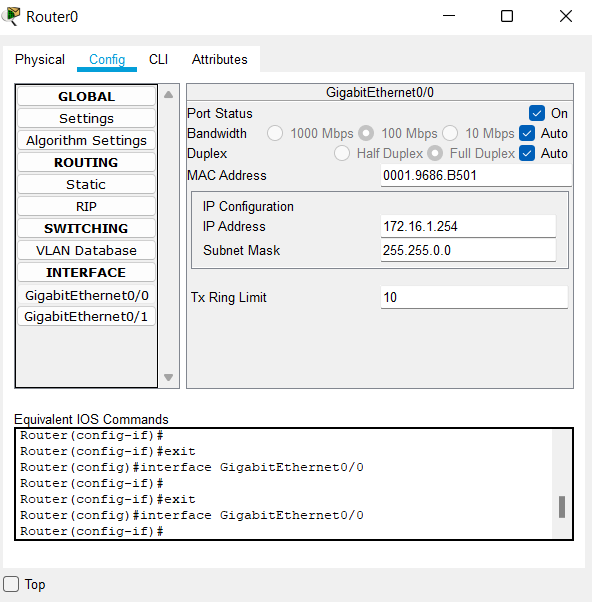 Router0
Physical Config CLI Attributes
GLOBAL
Settings
Algorithm Settings
ROUTING
Static
RIP
SWITCHING
VLAN Database
INTERFACE
GigabitEthernet0/0
GigabitEthernet0/1
GigabitEthernet0/0
Port Status On
Bandwidth 1000 Mbps 100 Mbps 10 Mbps Auto
Duplex Half Duplex Full Duplex Auto
MAC Address 0001.9686.B501
IP Configuration
IP Address 172.16.1.254
Subnet Mask 255.255.0.0
Tx Ring Limit 10
Equivalent IOS Commands
Router(config-if)#
Router(config-if)#exit
Router(config)#interface GigabitEthernet0/0
Router(config-if)#
Router(config-if)#exit
Router(config)#interface GigabitEthernet0/0
Router(config-if)#
Top